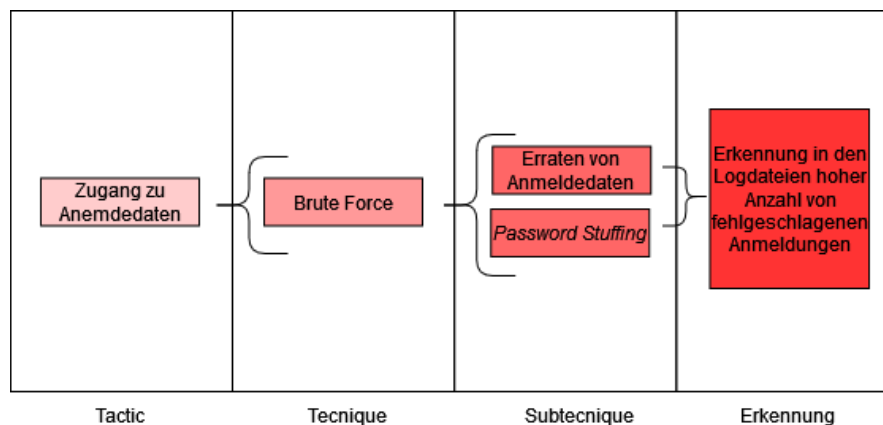 Zugang zu
Anemdedaten
Brute Force
Erraten von
Anmeldedaten
Password Stuffing
Erkennung in den
Logdateien hoher
Anzahl von
fehlgeschlagenen
Anmeldungen
Tactic
Tecnique
Subtecnique
Erkennung